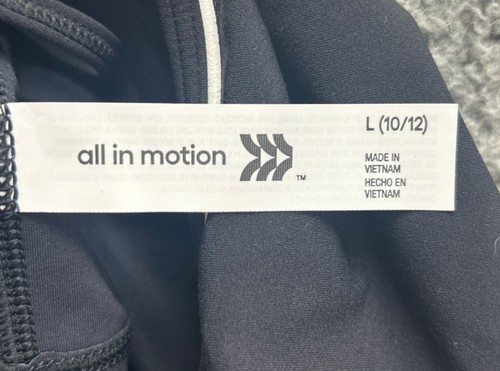 all in motion
TM
L (10/12)
MADE IN
VIETNAM
HECHO EN
VIETNAM